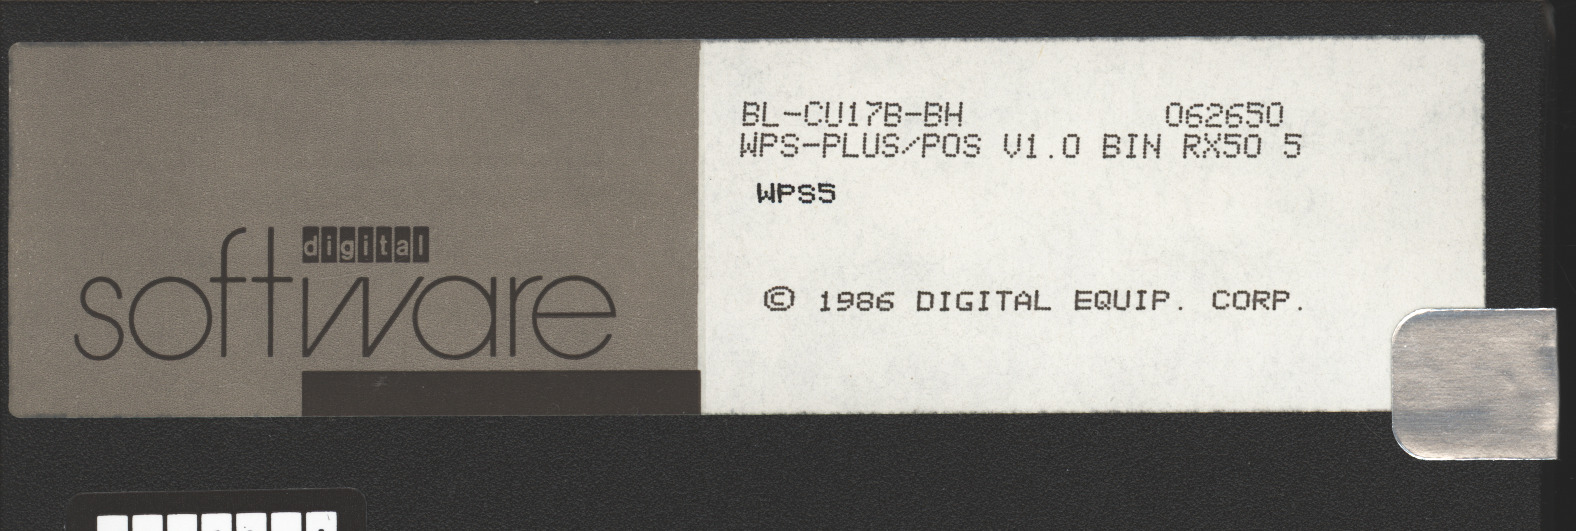 digital
software
BL-CU17B-BH 062650
WPS-PLUS/POS V1.0 BIN RX50 5
WPS5
© 1986 DIGITAL EQUIP. CORP.